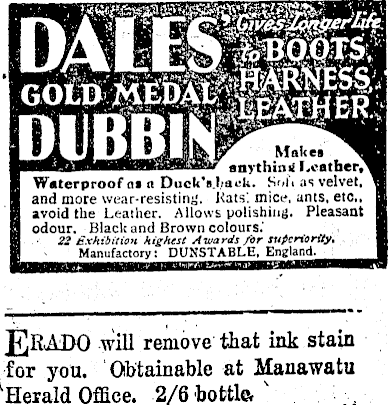 DALES'
GOLD MEDAL
DUBBIN
Gives Longer Life
to BOOTS
HARNESS,
LEATHER.
Makes
anything Leather,
Waterproof as a Duck's back. Soft as velvet,
and more wear-resisting. Rats, mice, ants, etc.,
avoid the Leather. Allows polishing. Pleasant
odour. Black and Brown colours.
22 Exhibition highest Awards for superiority.
Manufactory: DUNSTABLE, England.
ERADO will remove that ink stain
for you. Obtainable at Manawatu
Herald Office. 2/6 bottle.